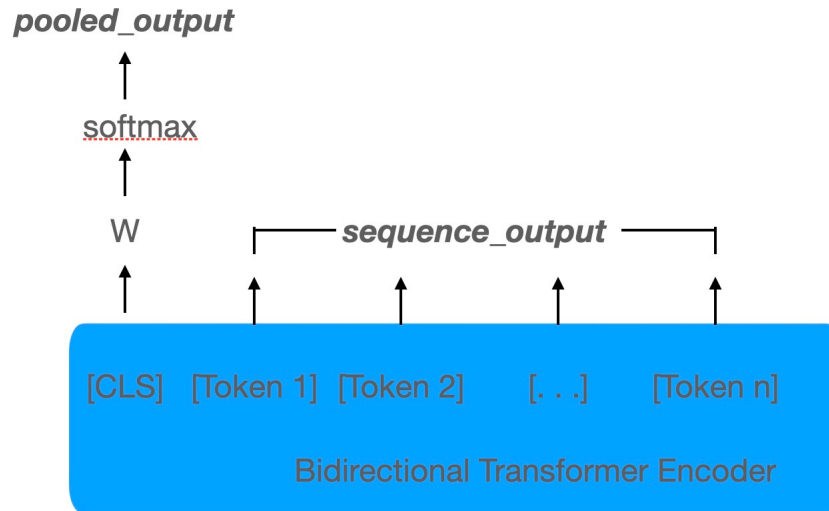 pooled_output
softmax
W
sequence_output
[CLS] [Token 1] [Token 2] [. . .] [Token n]
Bidirectional Transformer Encoder